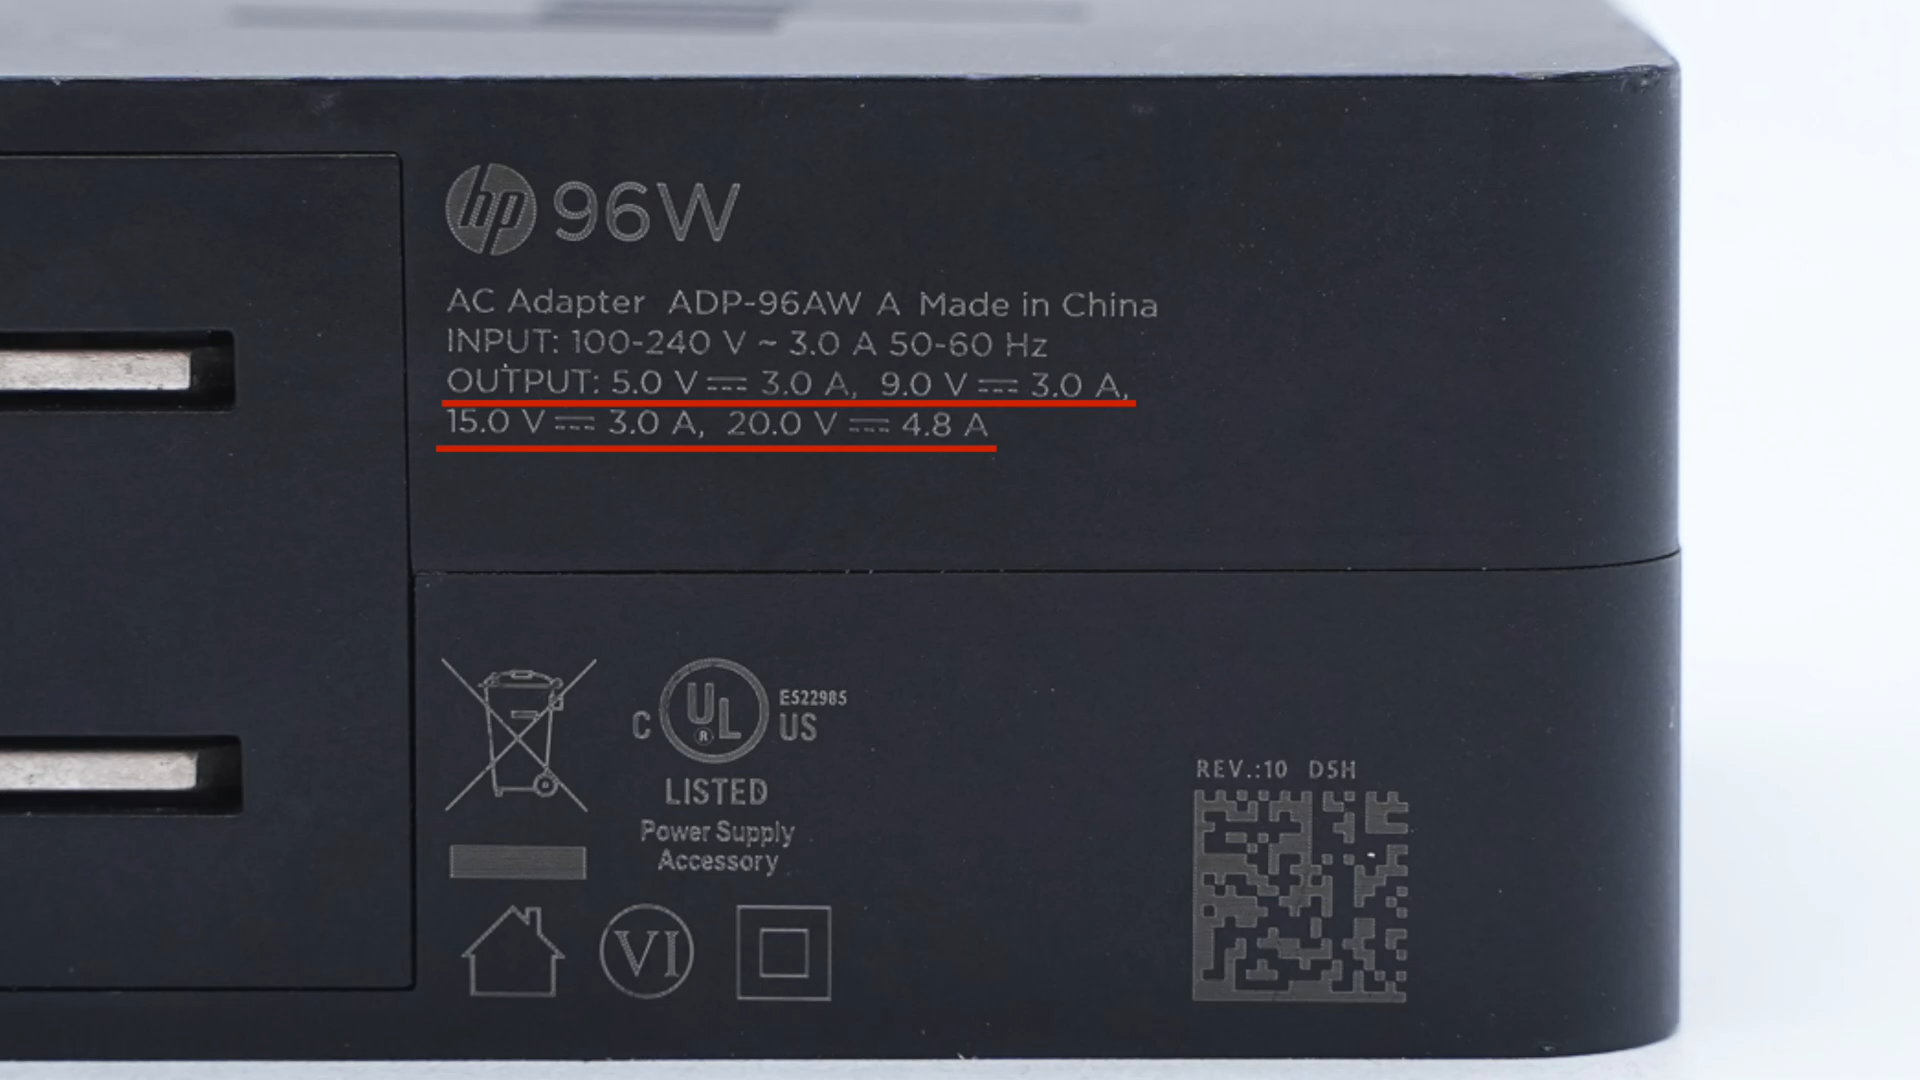 hp 96W
AC Adapter ADP-96AW A Made in China
INPUT: 100-240 V ~ 3.0 A 50-60 Hz
OUTPUT: 5.0 V ⎓ 3.0 A, 9.0 V ⎓ 3.0 A,
15.0 V ⎓ 3.0 A, 20.0 V ⎓ 4.8 A
C UL ® US E522985
LISTED
Power Supply
Accessory
VI
REV.:10 D5H